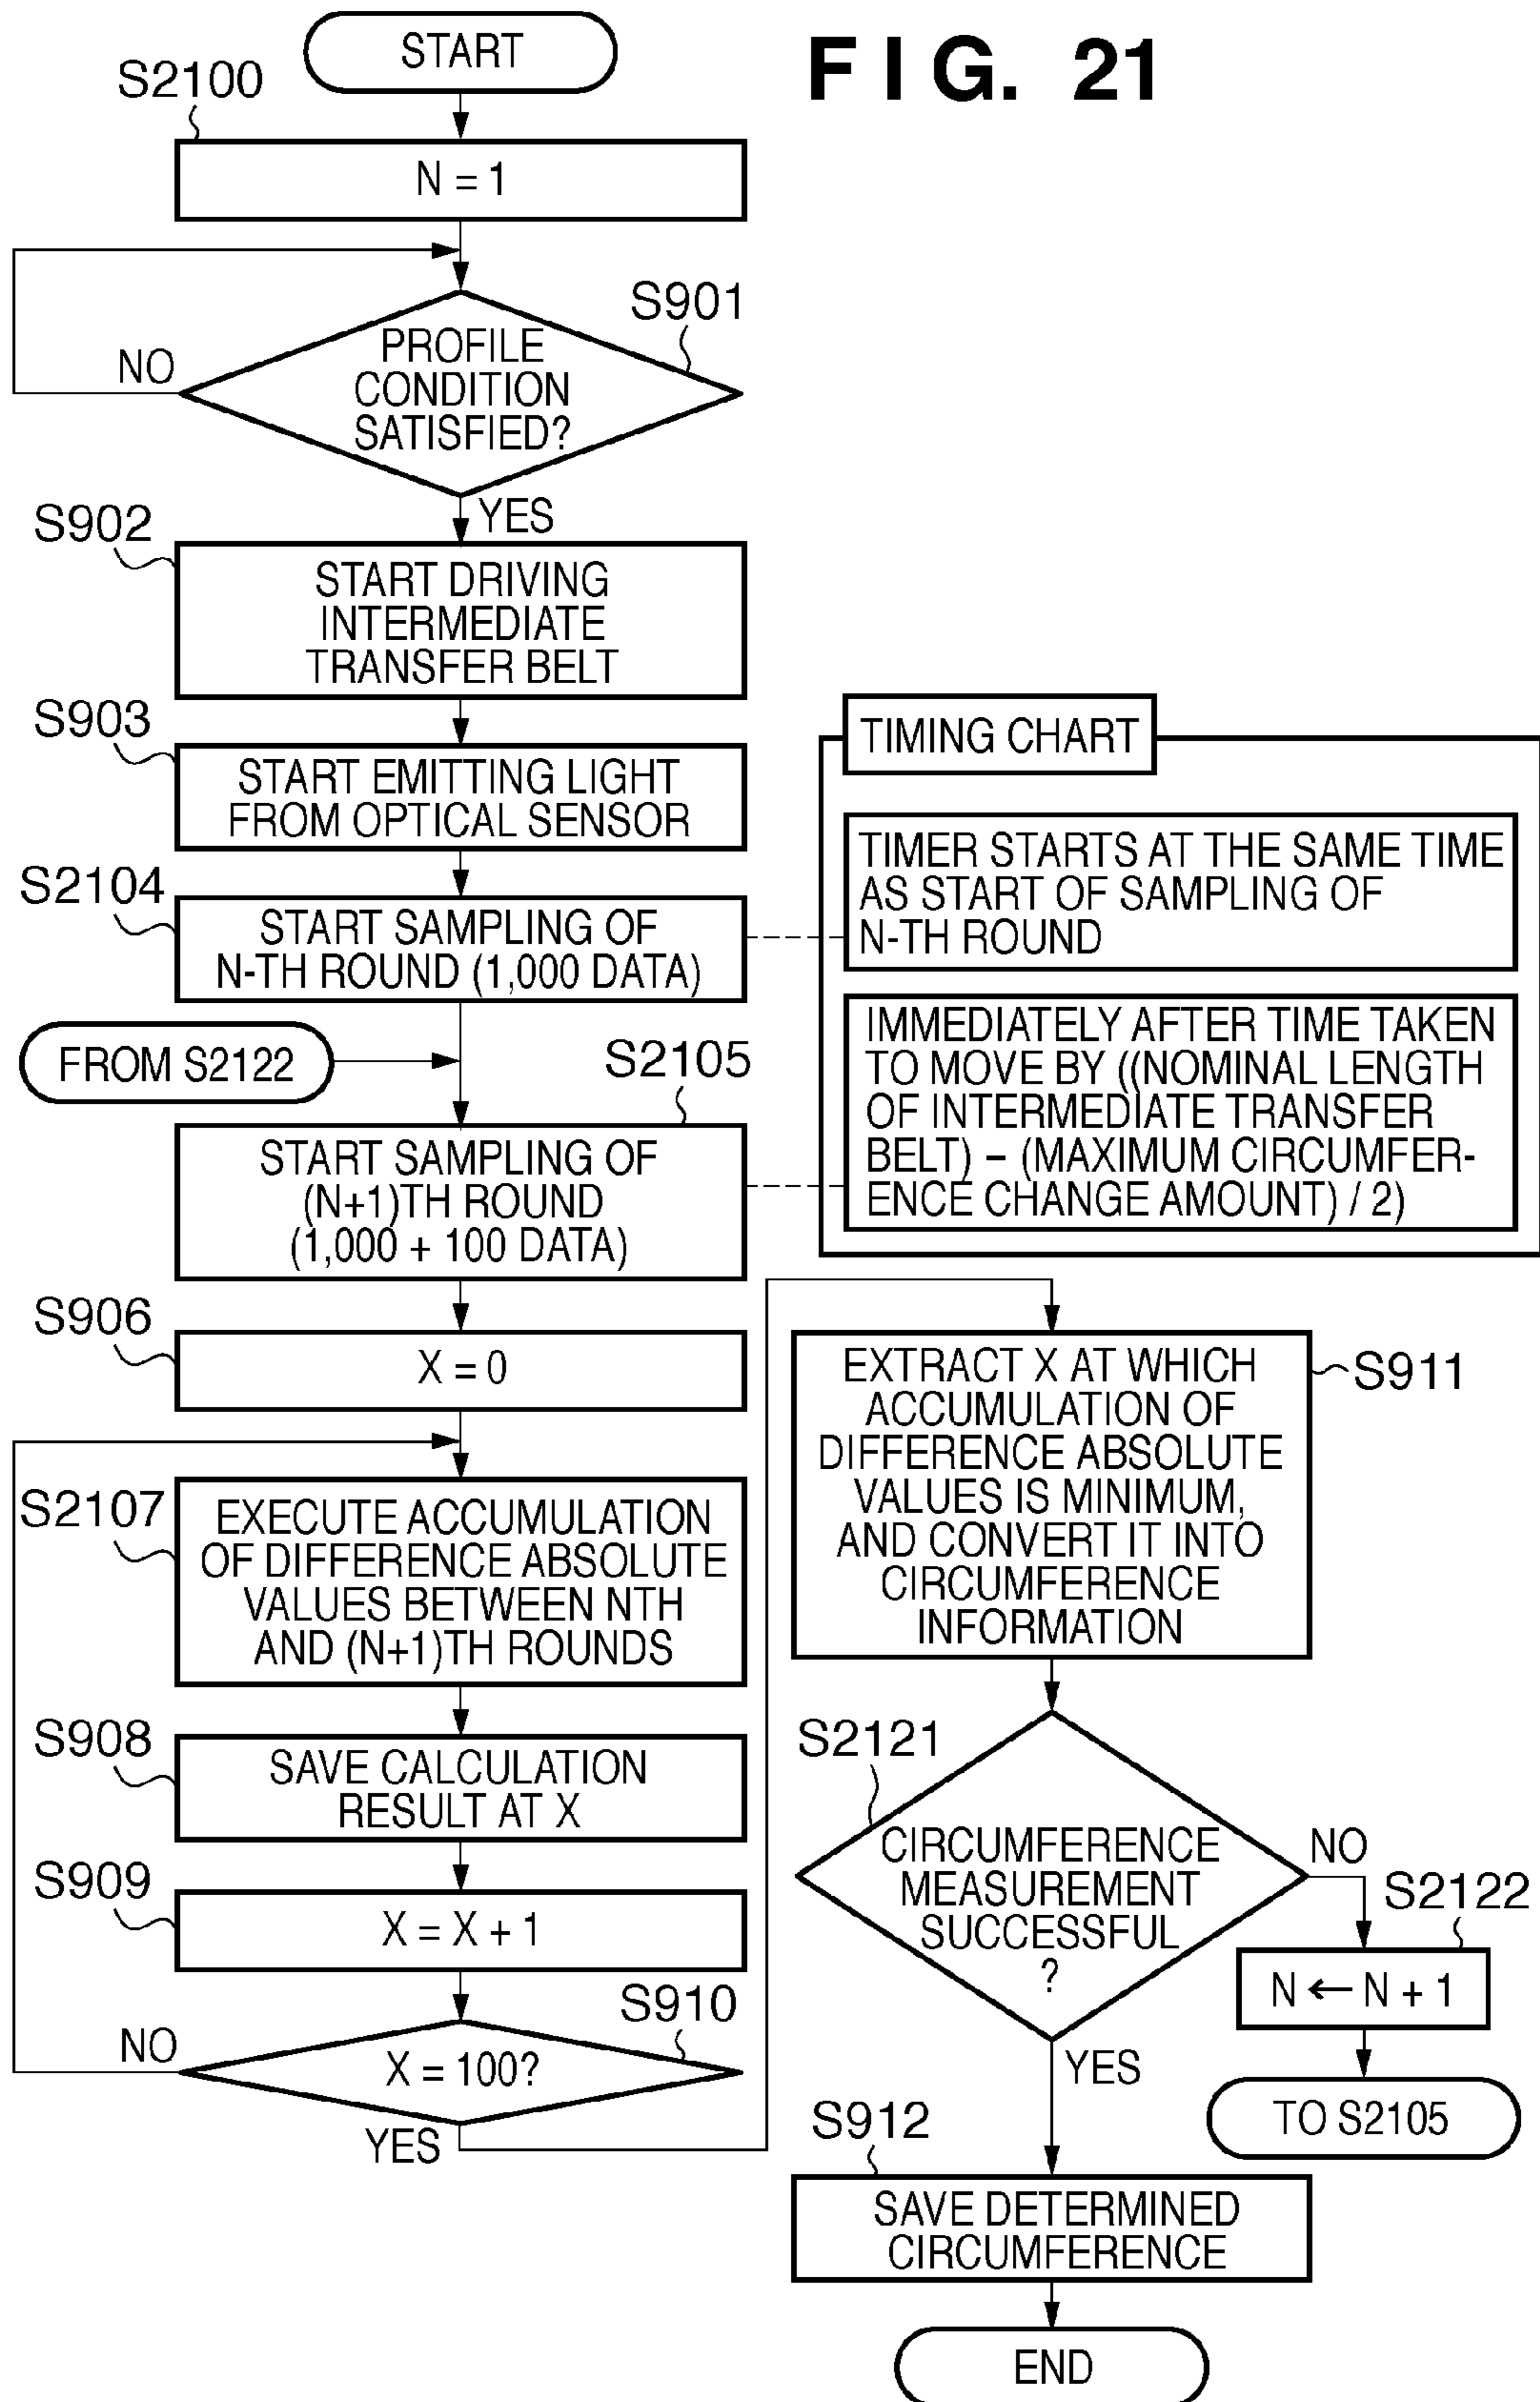 FIG. 21
START
S2100
N = 1
S901
PROFILE
CONDITION
SATISFIED?
NO
YES
S902
START DRIVING
INTERMEDIATE
TRANSFER BELT
S903
START EMITTING LIGHT
FROM OPTICAL SENSOR
S2104
START SAMPLING OF
N-TH ROUND (1,000 DATA)
TIMING CHART
TIMER STARTS AT THE SAME TIME
AS START OF SAMPLING OF
N-TH ROUND
FROM S2122
S2105
START SAMPLING OF
(N+1)TH ROUND
(1,000 + 100 DATA)
IMMEDIATELY AFTER TIME TAKEN
TO MOVE BY ((NOMINAL LENGTH
OF INTERMEDIATE TRANSFER
BELT) – (MAXIMUM CIRCUMFER-
ENCE CHANGE AMOUNT) / 2)
S906
X = 0
S2107
EXECUTE ACCUMULATION
OF DIFFERENCE ABSOLUTE
VALUES BETWEEN NTH
AND (N+1)TH ROUNDS
S908
SAVE CALCULATION
RESULT AT X
S909
X = X + 1
S910
X = 100?
NO
YES
S911
EXTRACT X AT WHICH
ACCUMULATION OF
DIFFERENCE ABSOLUTE
VALUES IS MINIMUM,
AND CONVERT IT INTO
CIRCUMFERENCE
INFORMATION
S2121
CIRCUMFERENCE
MEASUREMENT
SUCCESSFUL
?
NO
S2122
N ← N + 1
TO S2105
YES
S912
SAVE DETERMINED
CIRCUMFERENCE
END